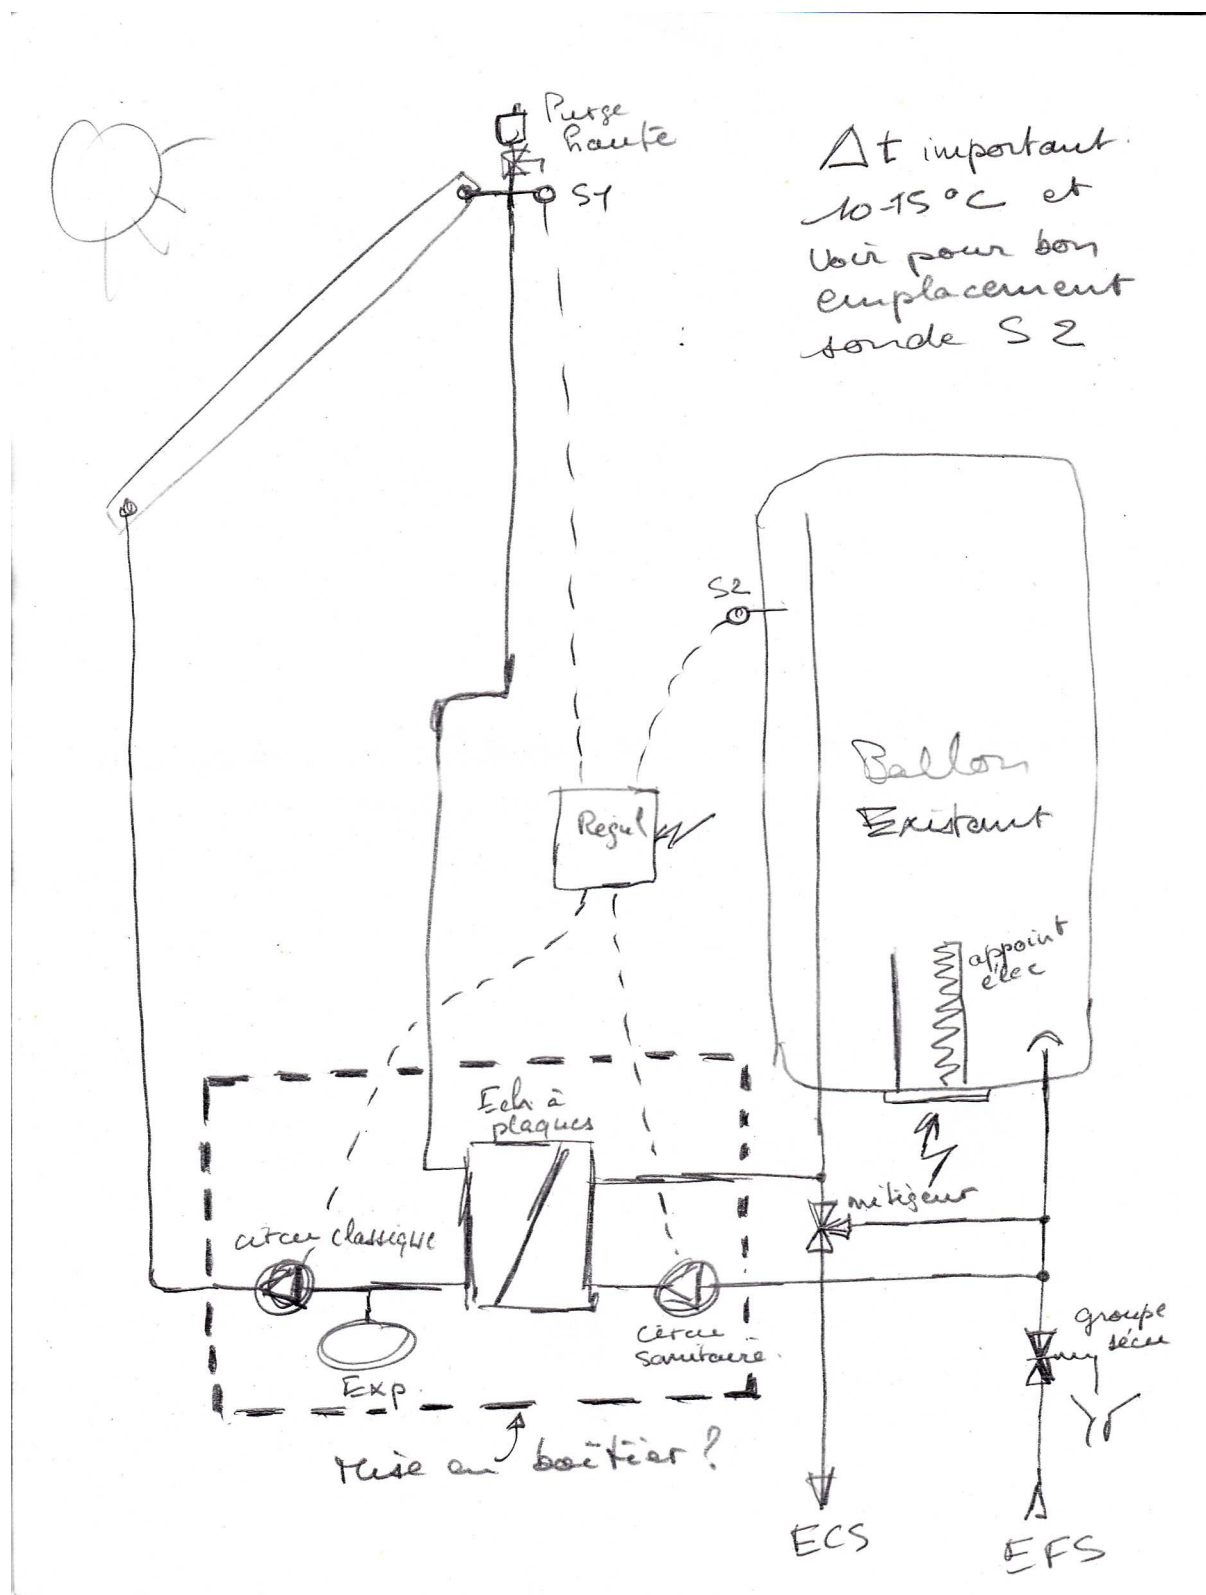 Purge
haute
S1
Δt important.
10-15°C et
Voir pour bon
emplacement
sonde S2
S2
Ballon
Existant
Régul
appoint
élec
Ech à
plaques
mitigeur
circu classique
groupe
sécu
circu
sanitaire.
Exp.
Mise en boîtier ?
ECS
EFS